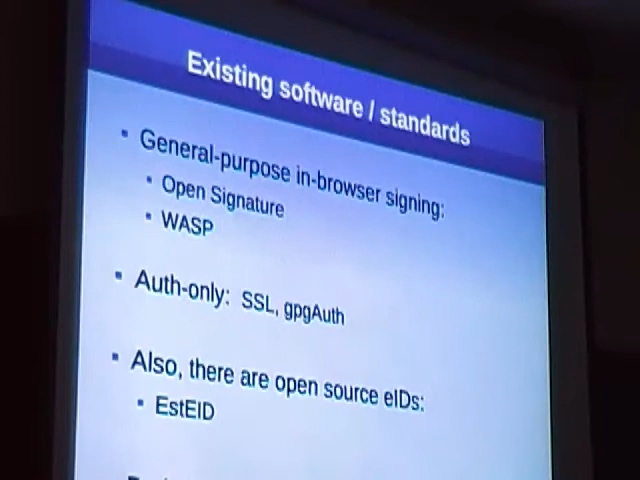 Existing software / standards
General-purpose in-browser signing:
Open Signature
WASP
Auth-only: SSL, gpgAuth
Also, there are open source eIDs:
EstEID